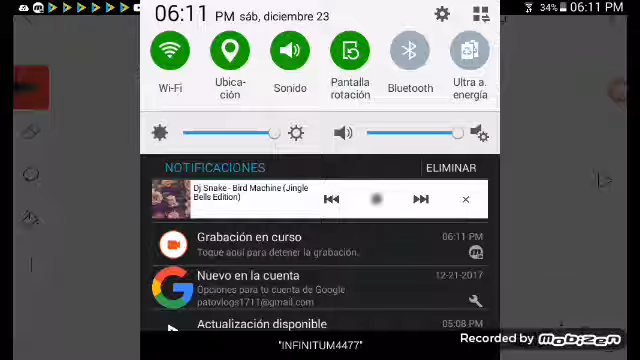 06:11 PM sáb, diciembre 23
34% 06:11 PM
Wi-Fi
Ubica-
ción
Sonido
Pantalla
rotación
Bluetooth
Ultra a.
energía
NOTIFICACIONES
ELIMINAR
Dj Snake - Bird Machine (Jingle
Bells Edition)
Grabación en curso
06:11 PM
Toque aquí para detener la grabación.
Nuevo en la cuenta
12-21-2017
Opciones para tu cuenta de Google
patovlogs1711@gmail.com
Actualización disponible
05:08 PM
Recorded by Mobizen
"INFINITUM4477"